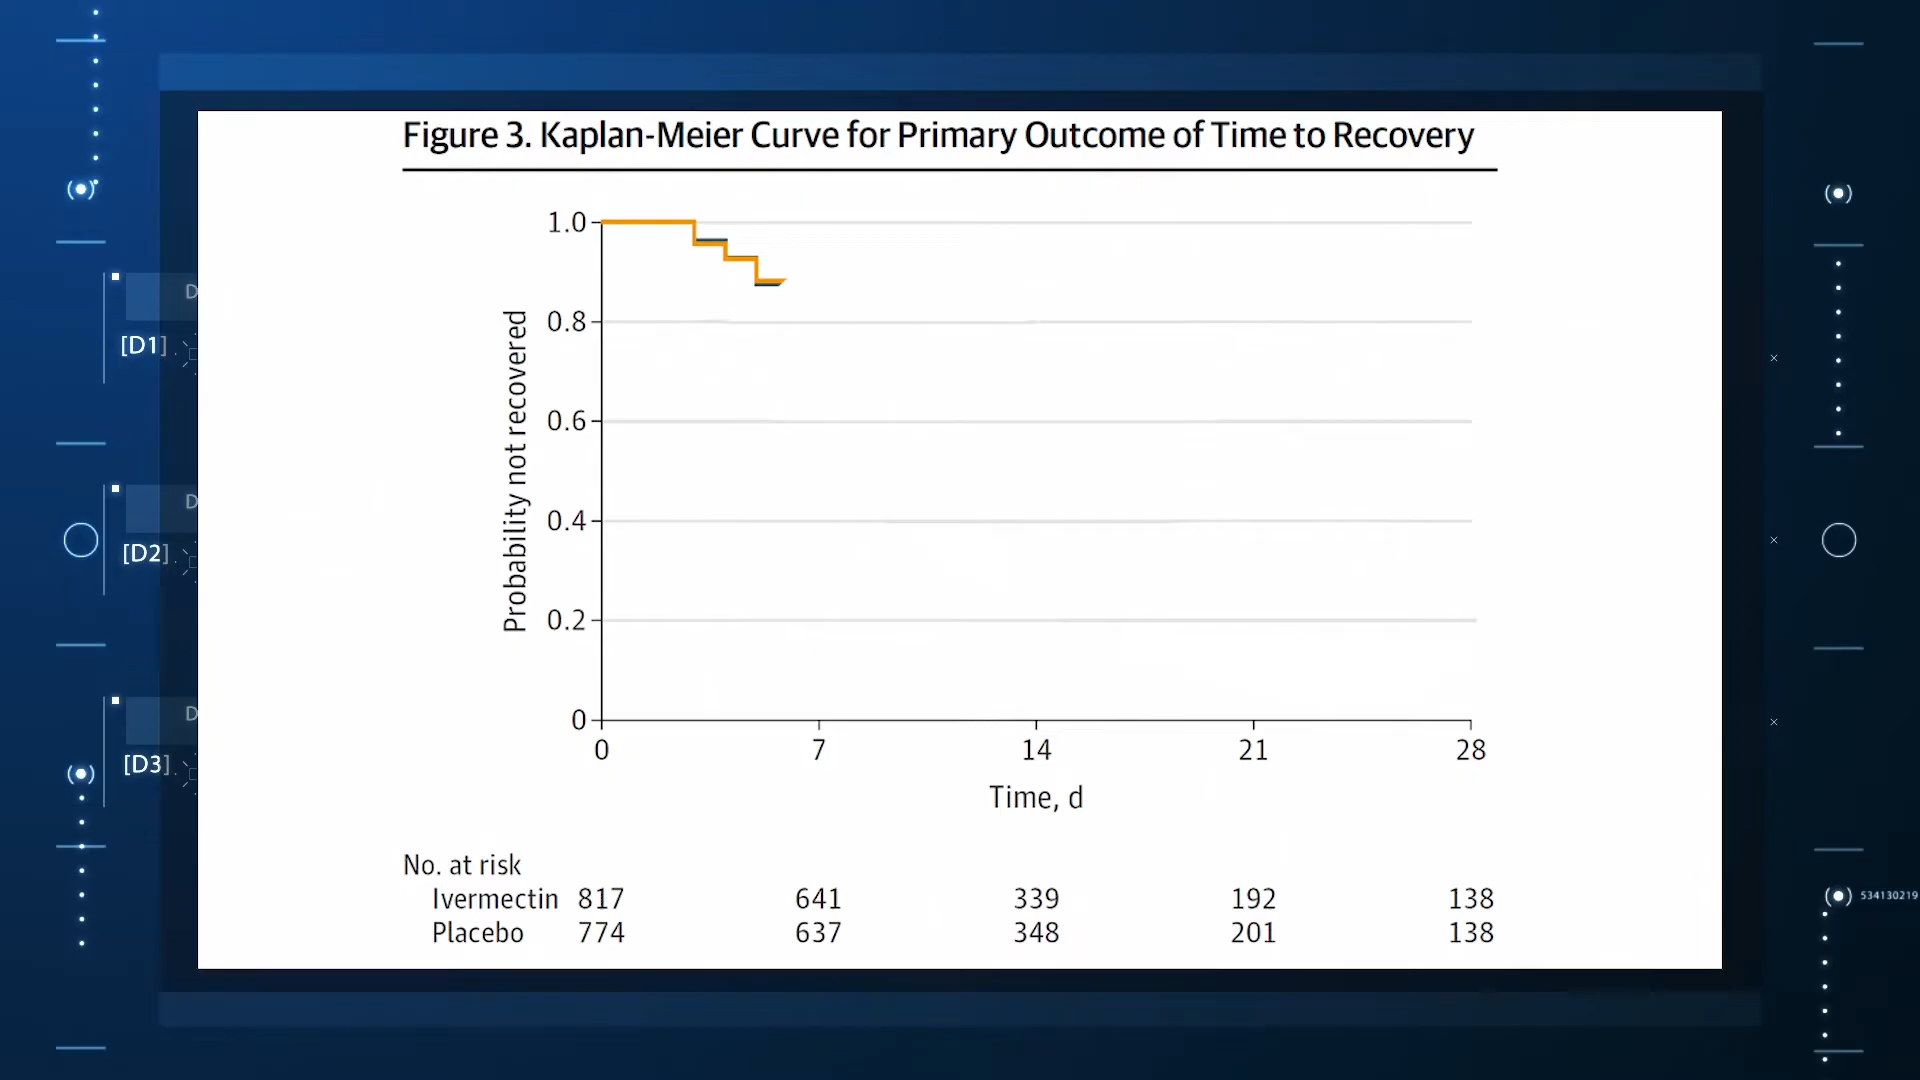 Figure 3. Kaplan-Meier Curve for Primary Outcome of Time to Recovery
1.0
0.8
0.6
0.4
0.2
0
Probability not recovered
0 7 14 21 28
Time, d
No. at risk
Ivermectin 817 641 339 192 138
Placebo 774 637 348 201 138
D
[D1]
D
[D2]
D
[D3]
534130219